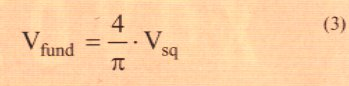 V_fund = 4/π · V_sq (3)